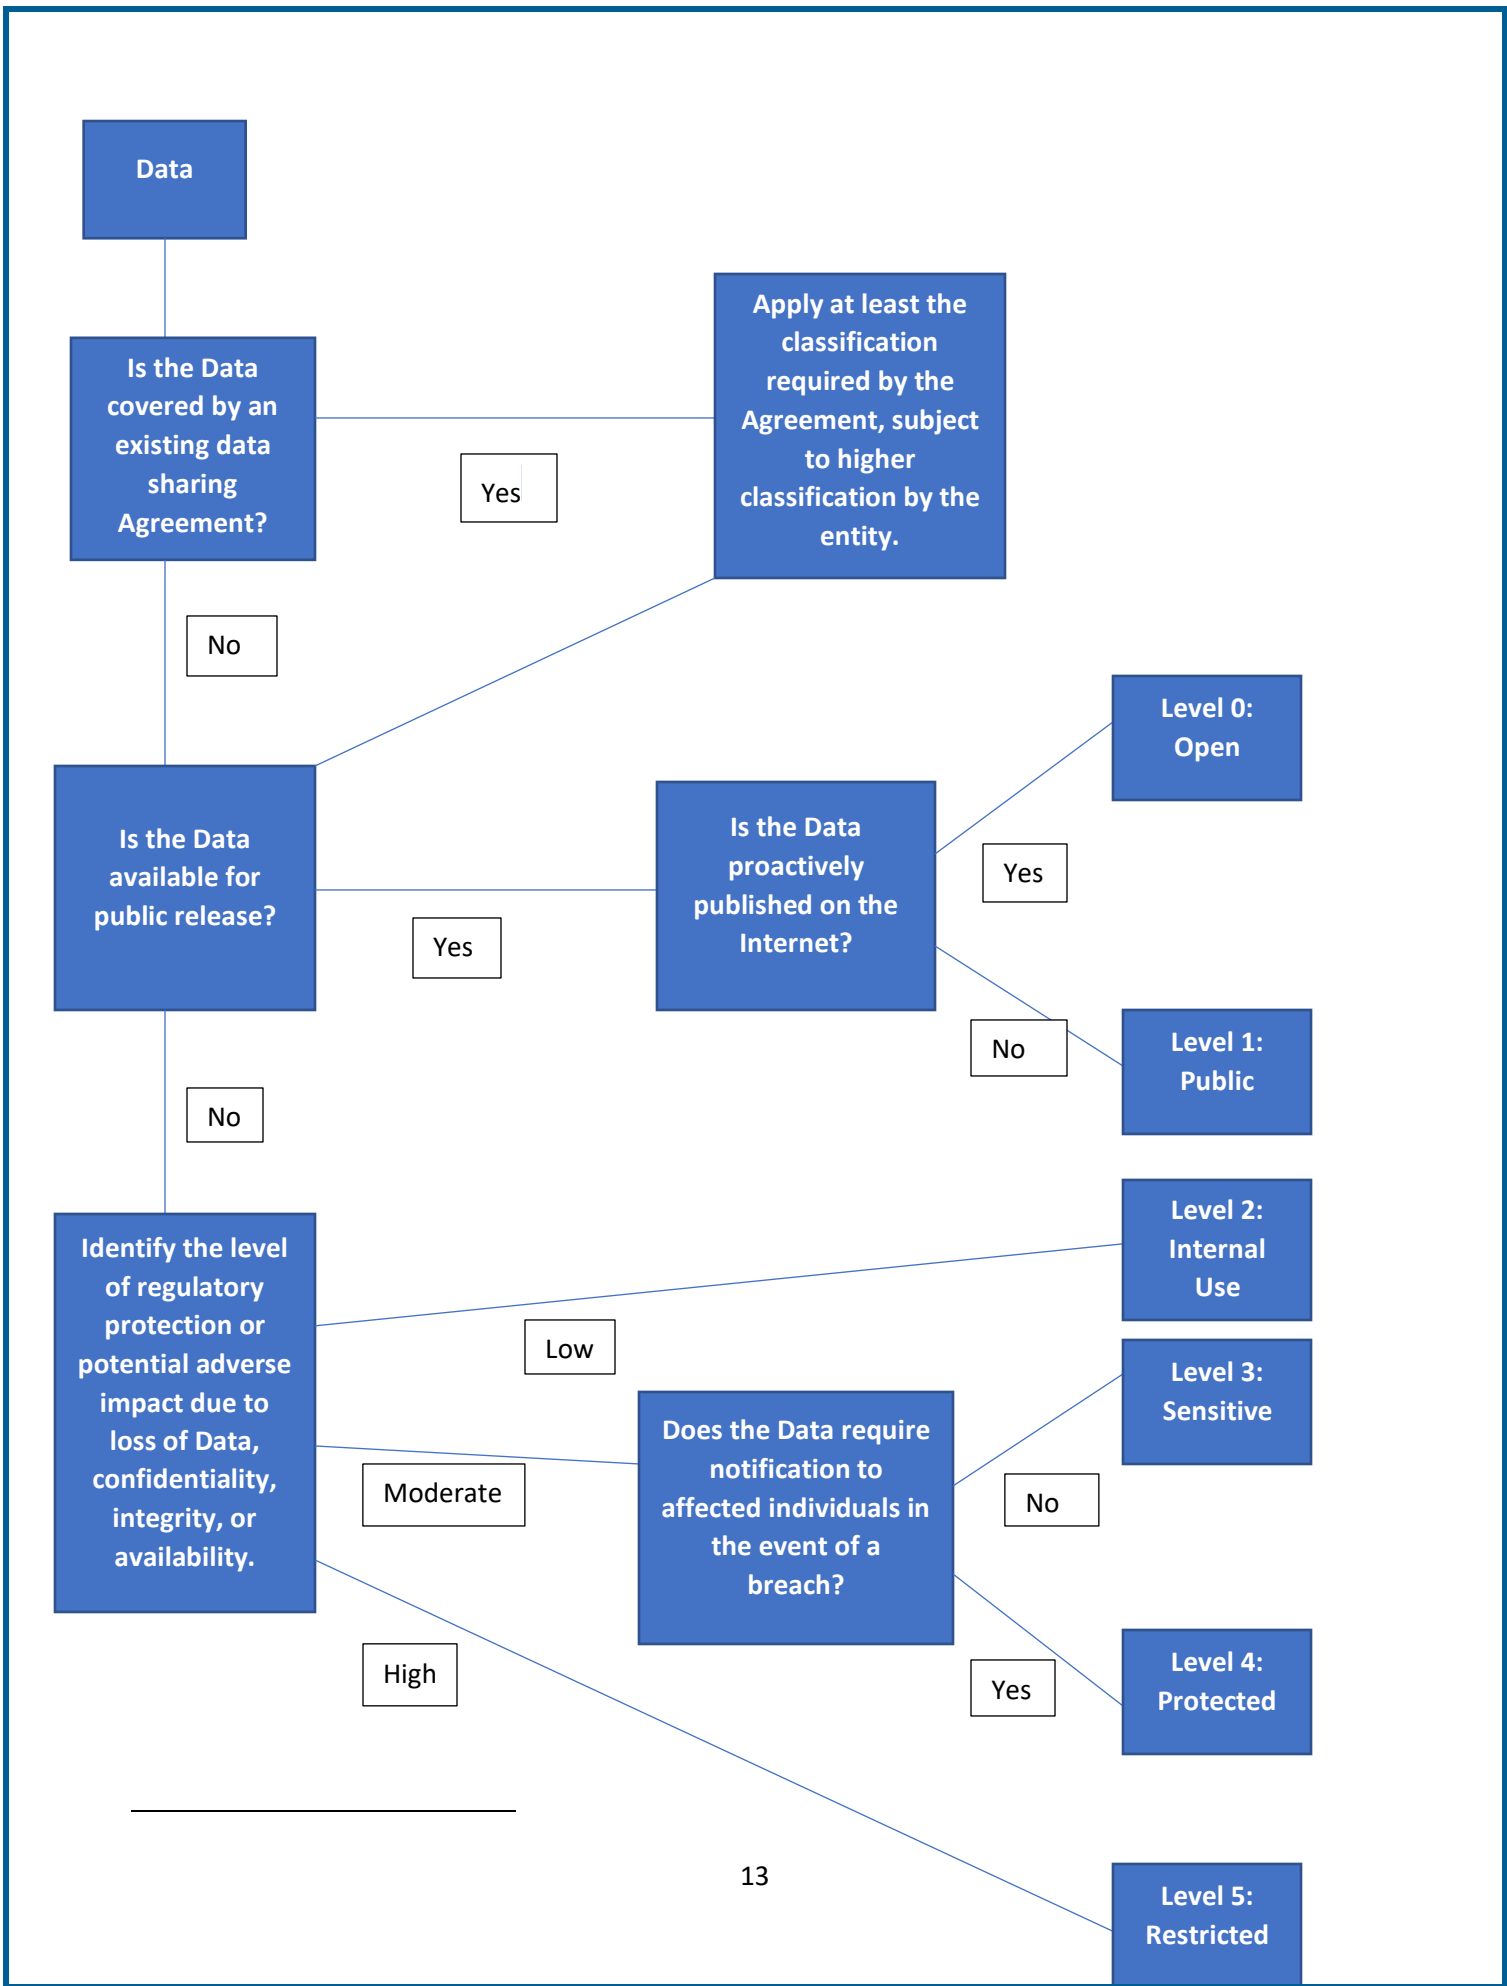 Data
Is the Data
covered by an
existing data
sharing
Agreement?
Yes
Apply at least the
classification
required by the
Agreement, subject
to higher
classification by the
entity.
No
Is the Data
available for
public release?
Yes
Is the Data
proactively
published on the
Internet?
Yes
Level 0:
Open
No
Level 1:
Public
No
Identify the level
of regulatory
protection or
potential adverse
impact due to
loss of Data,
confidentiality,
integrity, or
availability.
Low
Level 2:
Internal
Use
Moderate
Does the Data require
notification to
affected individuals in
the event of a
breach?
No
Level 3:
Sensitive
Yes
Level 4:
Protected
High
Level 5:
Restricted
13